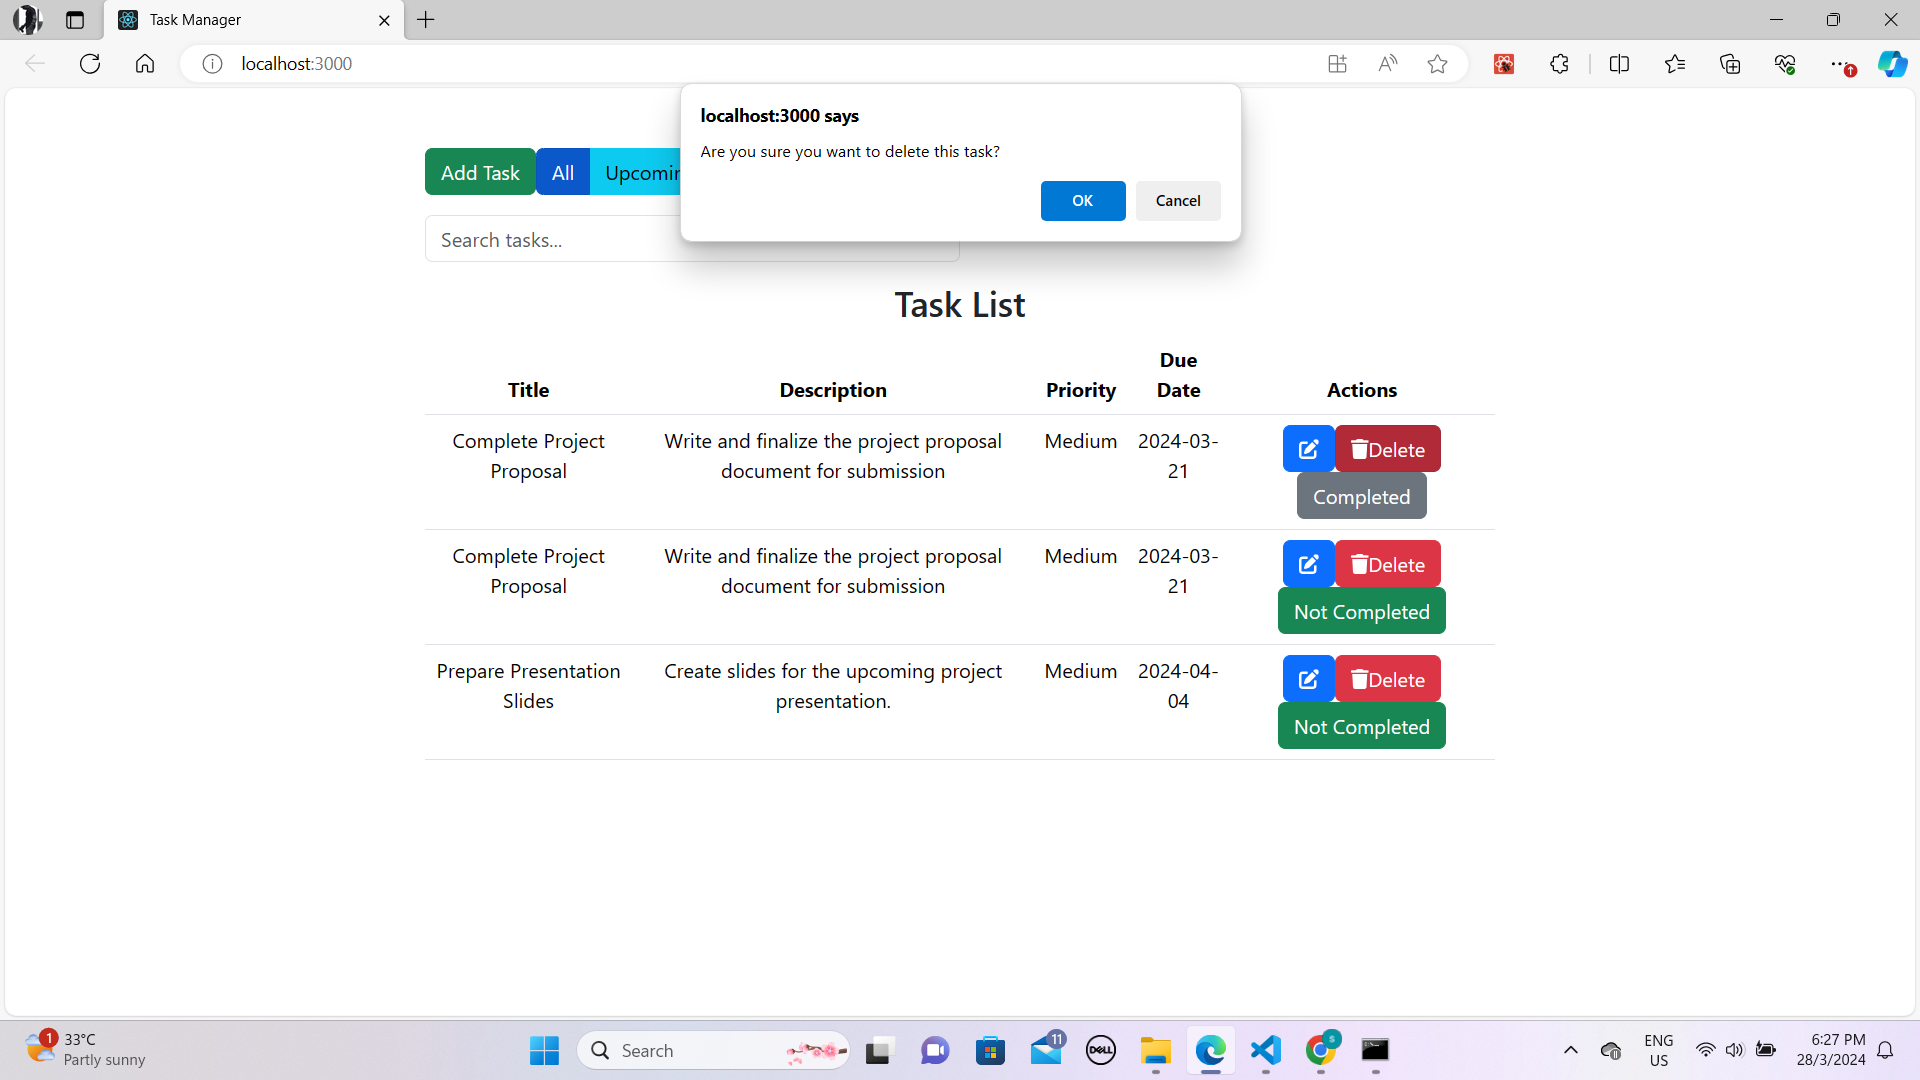 Task Manager
localhost:3000
localhost:3000 says
Are you sure you want to delete this task?
OK Cancel
Add Task All Upcomin
Search tasks...
Task List
Title Description Priority Due Date Actions
Complete Project Proposal Write and finalize the project proposal document for submission Medium 2024-03-21 Delete
Completed
Complete Project Proposal Write and finalize the project proposal document for submission Medium 2024-03-21 Delete
Not Completed
Prepare Presentation Slides Create slides for the upcoming project presentation. Medium 2024-04-04 Delete
Not Completed
1
33°C
Partly sunny
Search
11
DELL
S
ENG
US
6:27 PM
28/3/2024